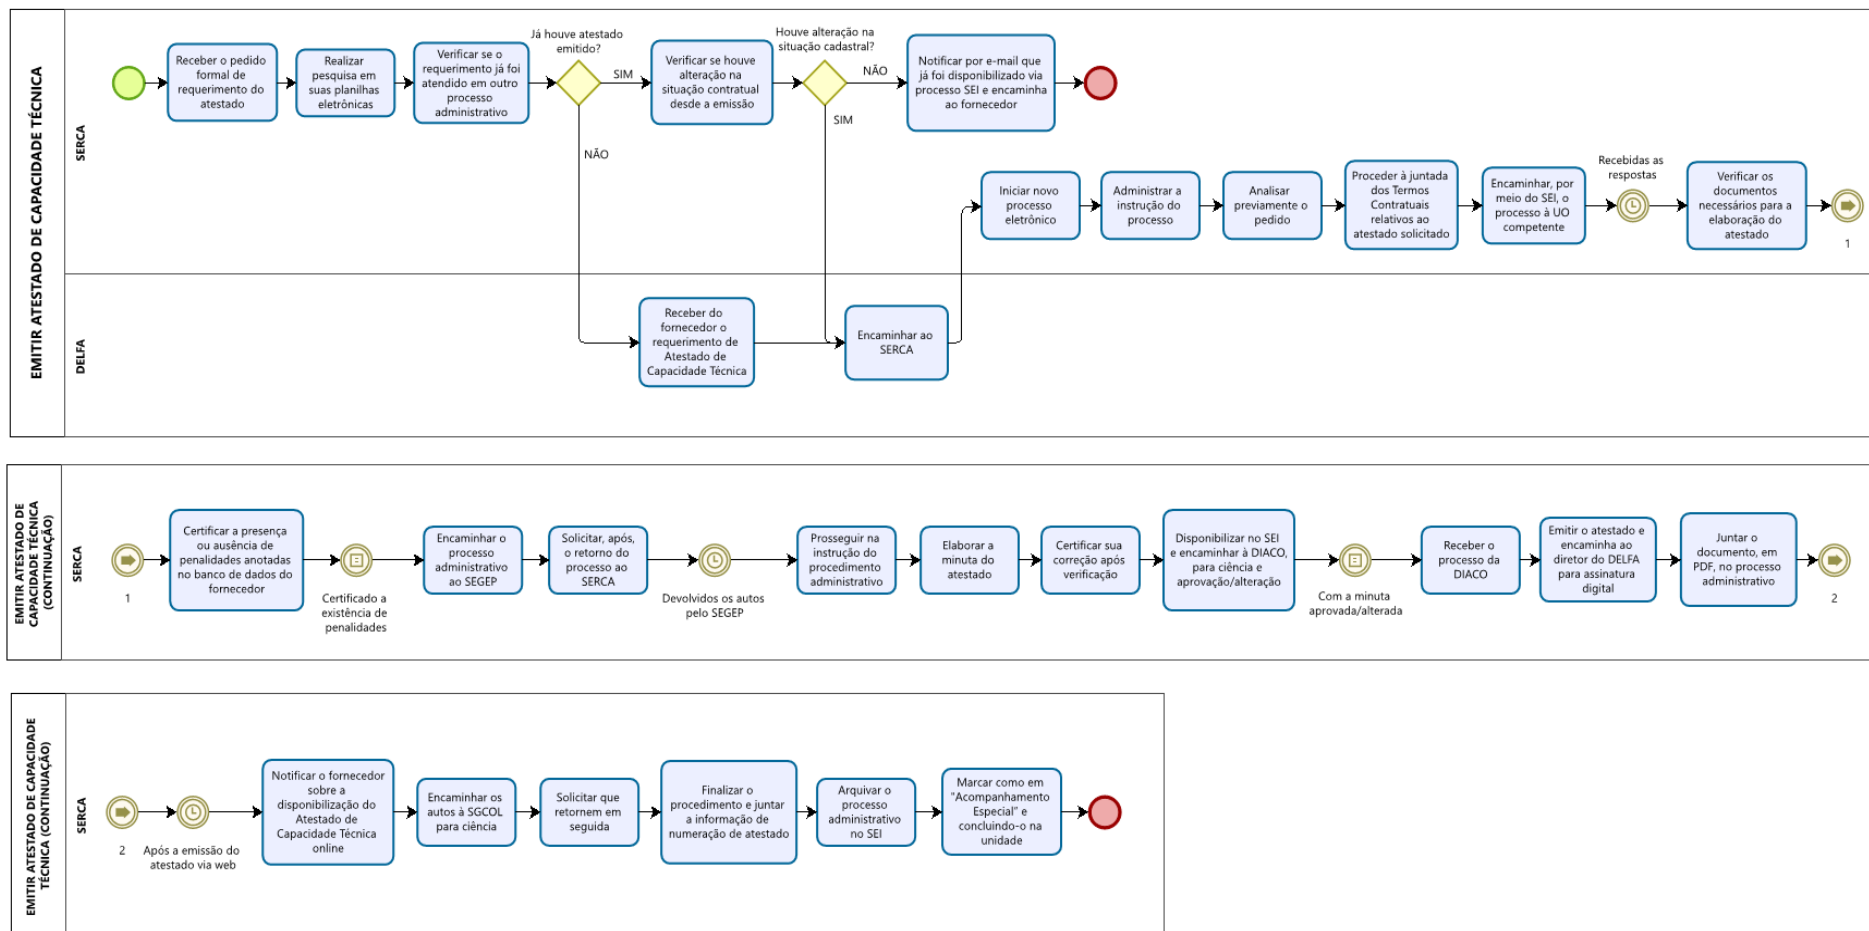 EMITIR ATESTADO DE CAPACIDADE TÉCNICA
SERCA
Receber o pedido
formal de
requerimento do
atestado
Realizar
pesquisa em
suas planilhas
eletrônicas
Verificar se o
requerimento já foi
atendido em outro
processo
administrativo
Já houve atestado
emitido?
SIM
NÃO
Verificar se houve
alteração na
situação contratual
desde a emissão
Houve alteração na
situação cadastral?
NÃO
SIM
Notificar por e-mail que
já foi disponibilizado via
processo SEI e encaminha
ao fornecedor
Iniciar novo
processo
eletrônico
Administrar a
instrução do
processo
Analisar
previamente o
pedido
Proceder à juntada
dos Termos
Contratuais
relativos ao
atestado solicitado
Encaminhar, por
meio do SEI, o
processo à UO
competente
Recebidas as
respostas
Verificar os
documentos
necessários para a
elaboração do
atestado
1
DELFA
Receber do
fornecedor o
requerimento de
Atestado de
Capacidade Técnica
Encaminhar ao
SERCA
EMITIR ATESTADO DE
CAPACIDADE TÉCNICA
(CONTINUAÇÃO)
SERCA
1
Certificar a presença
ou ausência de
penalidades anotadas
no banco de dados do
fornecedor
Certificado a
existência de
penalidades
Encaminhar o
processo
administrativo
ao SEGEP
Solicitar, após,
o retorno do
processo ao
SERCA
Devolvidos os autos
pelo SEGEP
Prosseguir na
instrução do
procedimento
administrativo
Elaborar a
minuta do
atestado
Certificar sua
correção após
verificação
Disponibilizar no SEI
e encaminhar à DIACO,
para ciência e
aprovação/alteração
Com a minuta
aprovada/alterada
Receber o
processo da
DIACO
Emitir o atestado e
encaminha ao
diretor do DELFA
para assinatura
digital
Juntar o
documento, em
PDF, no processo
administrativo
2
EMITIR ATESTADO DE CAPACIDADE
TÉCNICA (CONTINUAÇÃO)
SERCA
2
Após a emissão do
atestado via web
Notificar o fornecedor
sobre a
disponibilização do
Atestado de
Capacidade Técnica
online
Encaminhar os
autos à SGCOL
para ciência
Solicitar que
retornem em
seguida
Finalizar o
procedimento e juntar
a informação de
numeração de atestado
Arquivar o
processo
administrativo
no SEI
Marcar como em
"Acompanhamento
Especial" e
concluindo-o na
unidade